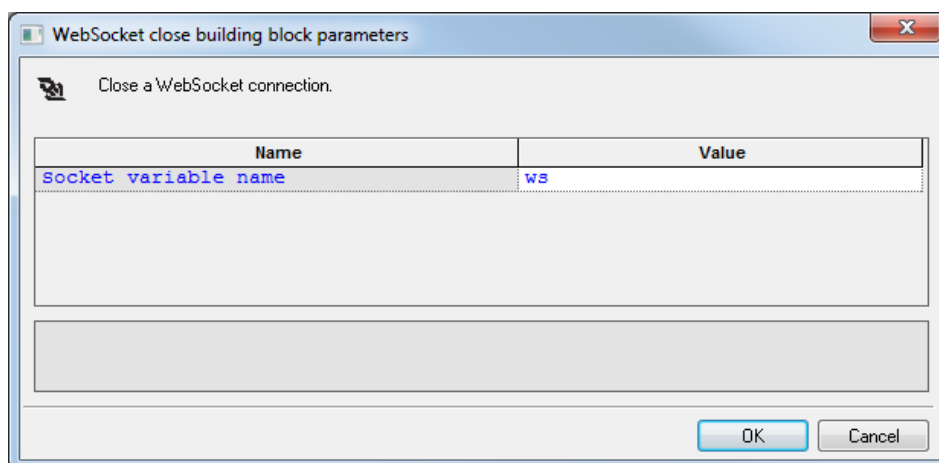 WebSocket close building block parameters
Close a WebSocket connection.
Name Value
Socket variable name ws
OK Cancel